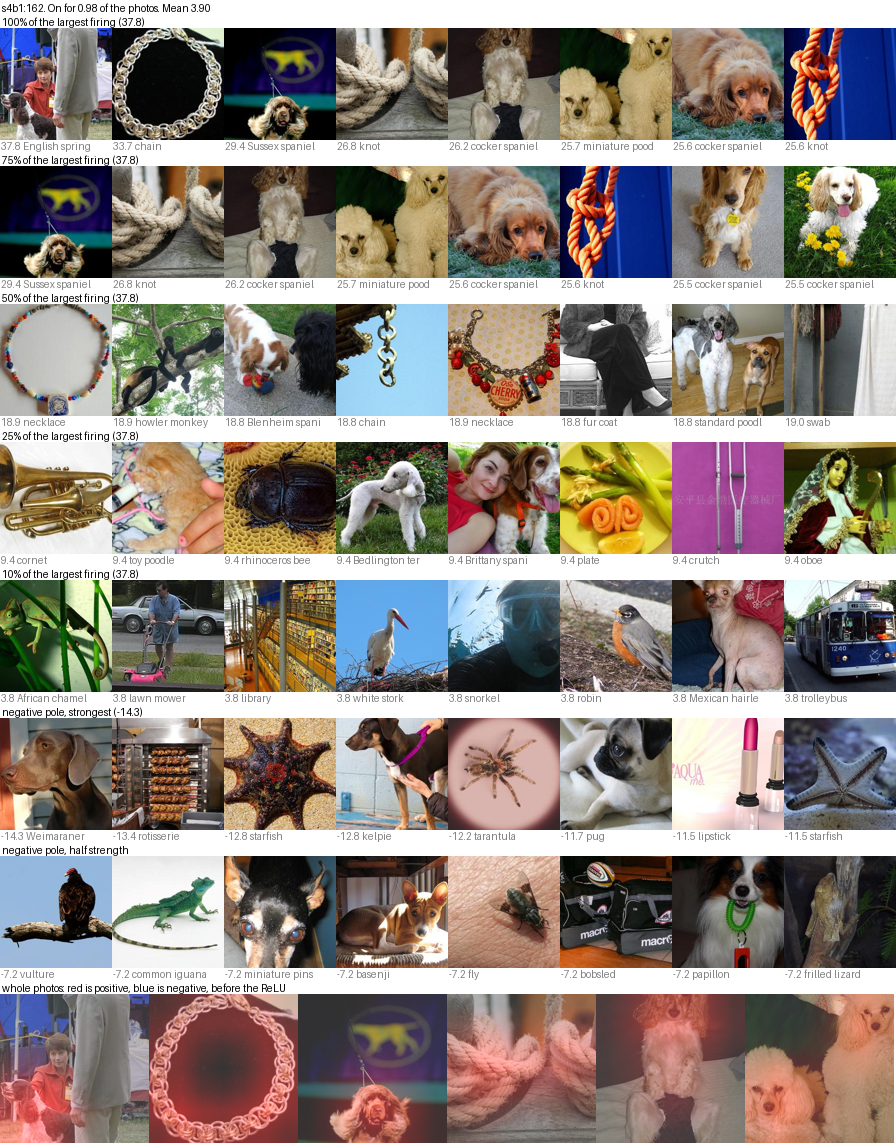 s4b1:162. On for 0.98 of the photos. Mean 3.90
100% of the largest firing (37.8)
37.8 English spring
33.7 chain
29.4 Sussex spaniel
26.8 knot
26.2 cocker spaniel
25.7 miniature pood
25.6 cocker spaniel
25.6 knot
75% of the largest firing (37.8)
29.4 Sussex spaniel
26.8 knot
26.2 cocker spaniel
25.7 miniature pood
25.6 cocker spaniel
25.6 knot
25.5 cocker spaniel
25.5 cocker spaniel
50% of the largest firing (37.8)
CHERRY
18.9 necklace
18.9 howler monkey
18.8 Blenheim spani
18.8 chain
18.9 necklace
18.8 fur coat
18.8 standard poodl
19.0 swab
25% of the largest firing (37.8)
9.4 cornet
9.4 toy poodle
9.4 rhinoceros bee
9.4 Bedlington ter
9.4 Brittany spani
9.4 plate
9.4 crutch
9.4 oboe
10% of the largest firing (37.8)
1240
3.8 African chamel
3.8 lawn mower
3.8 library
3.8 white stork
3.8 snorkel
3.8 robin
3.8 Mexican hairle
3.8 trolleybus
negative pole, strongest (-14.3)
AQUA
-14.3 Weimaraner
-13.4 rotisserie
-12.8 starfish
-12.8 kelpie
-12.2 tarantula
-11.7 pug
-11.5 lipstick
-11.5 starfish
negative pole, half strength
macro
-7.2 vulture
-7.2 common iguana
-7.2 miniature pins
-7.2 basenji
-7.2 fly
-7.2 bobsled
-7.2 papillon
-7.2 frilled lizard
whole photos: red is positive, blue is negative, before the ReLU